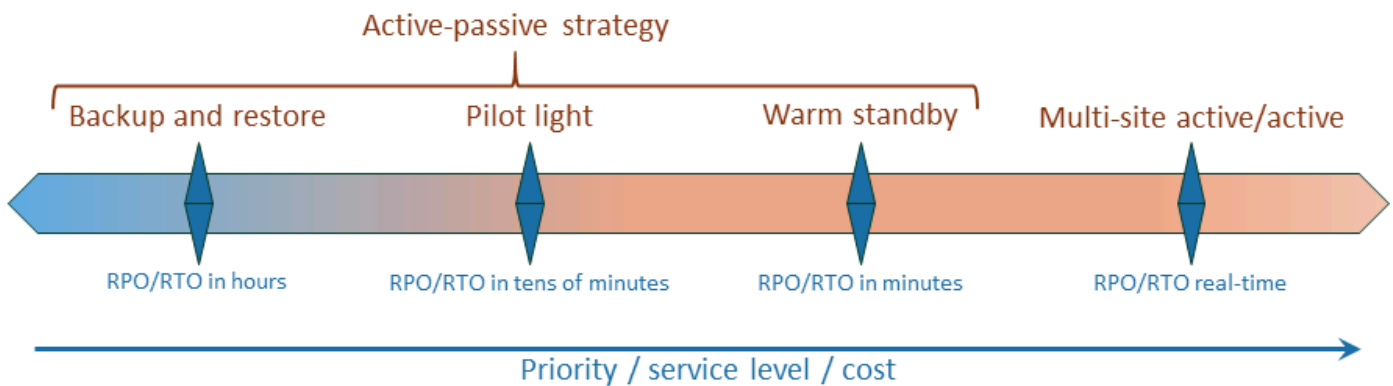 Active-passive strategy
Backup and restore
Pilot light
Warm standby
Multi-site active/active
RPO/RTO in hours
RPO/RTO in tens of minutes
RPO/RTO in minutes
RPO/RTO real-time
Priority / service level / cost